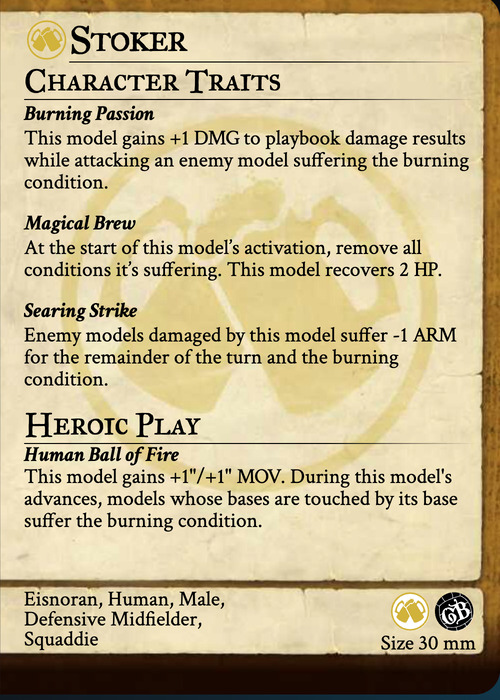 Stoker
Character Traits
Burning Passion
This model gains +1 DMG to playbook damage results
while attacking an enemy model suffering the burning
condition.
Magical Brew
At the start of this model's activation, remove all
conditions it's suffering. This model recovers 2 HP.
Searing Strike
Enemy models damaged by this model suffer -1 ARM
for the remainder of the turn and the burning
condition.
Heroic Play
Human Ball of Fire
This model gains +1"/+1" MOV. During this model's
advances, models whose bases are touched by its base
suffer the burning condition.
Eisnoran, Human, Male,
Defensive Midfielder,
Squaddie
GB
Size 30 mm